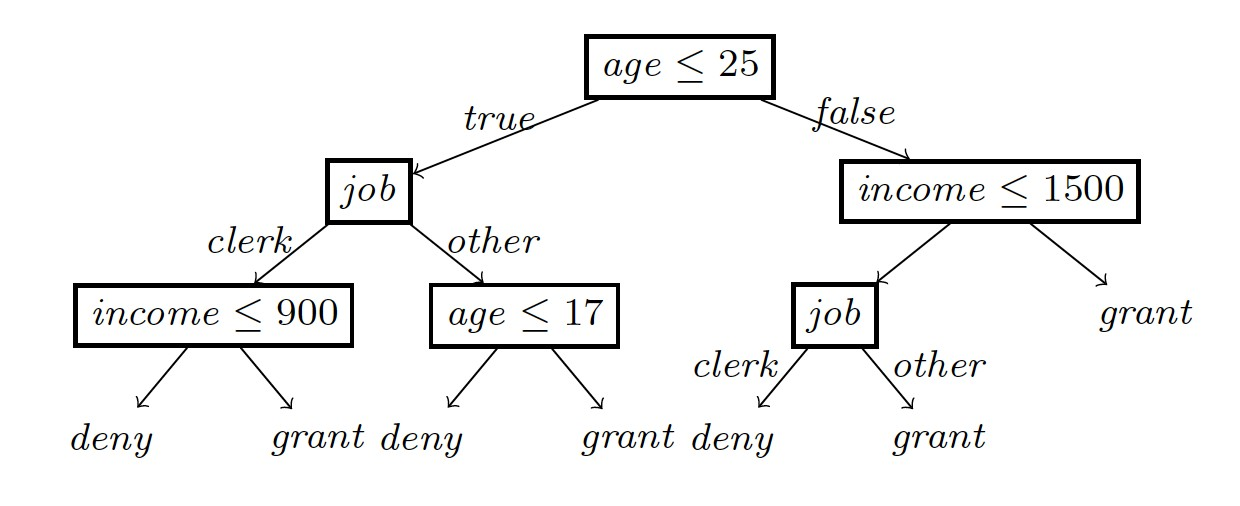 age ≤ 25
true
false
job
income ≤ 1500
clerk
other
income ≤ 900
age ≤ 17
job
grant
clerk
other
deny
grant
deny
grant
deny
grant